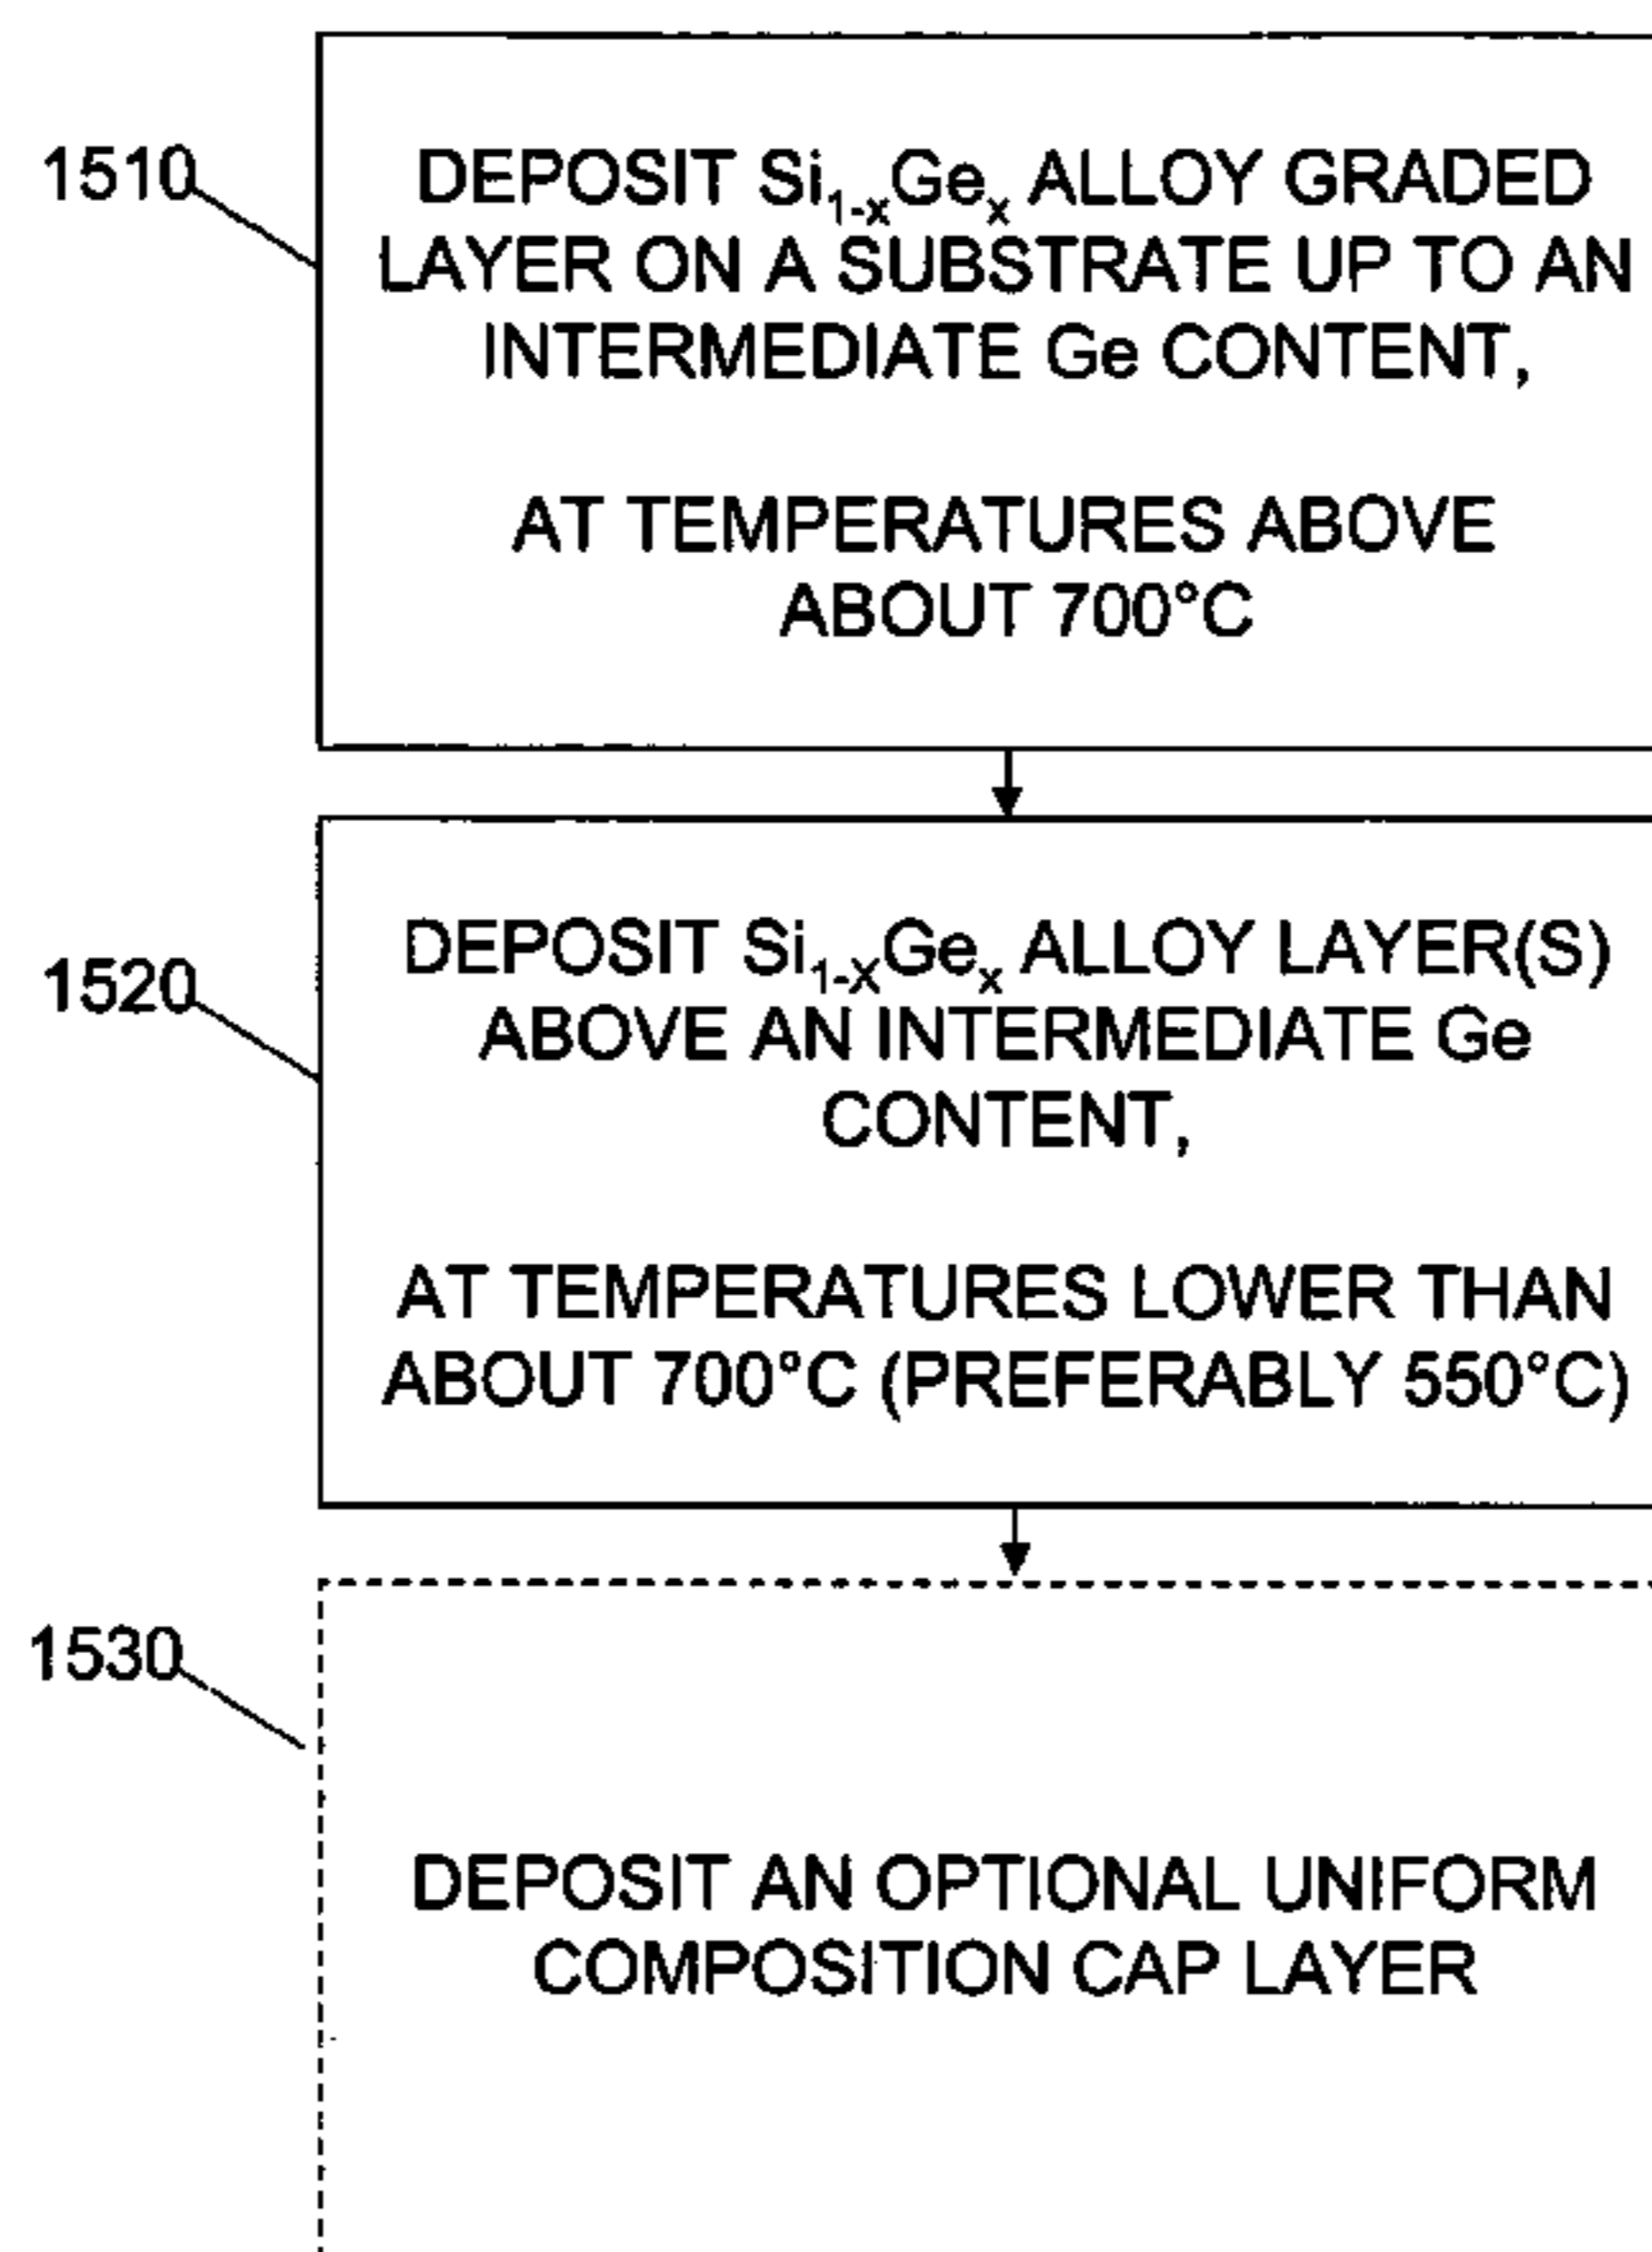 1510
DEPOSIT Si₁₋ₓGeₓ ALLOY GRADED
LAYER ON A SUBSTRATE UP TO AN
INTERMEDIATE Ge CONTENT,
AT TEMPERATURES ABOVE
ABOUT 700°C
1520
DEPOSIT Si₁₋ₓGeₓ ALLOY LAYER(S)
ABOVE AN INTERMEDIATE Ge
CONTENT,
AT TEMPERATURES LOWER THAN
ABOUT 700°C (PREFERABLY 550°C)
1530
DEPOSIT AN OPTIONAL UNIFORM
COMPOSITION CAP LAYER